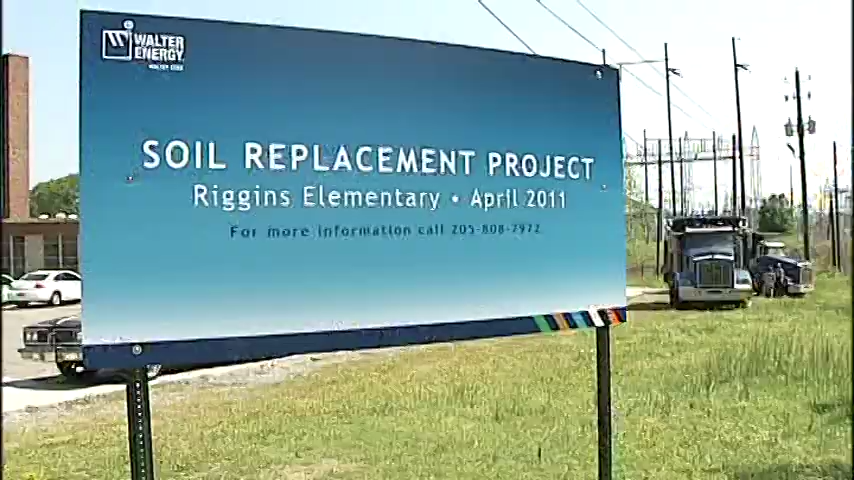 WALTER
ENERGY
SOIL REPLACEMENT PROJECT
Riggins Elementary • April 2011
For more information call 205-808-7972